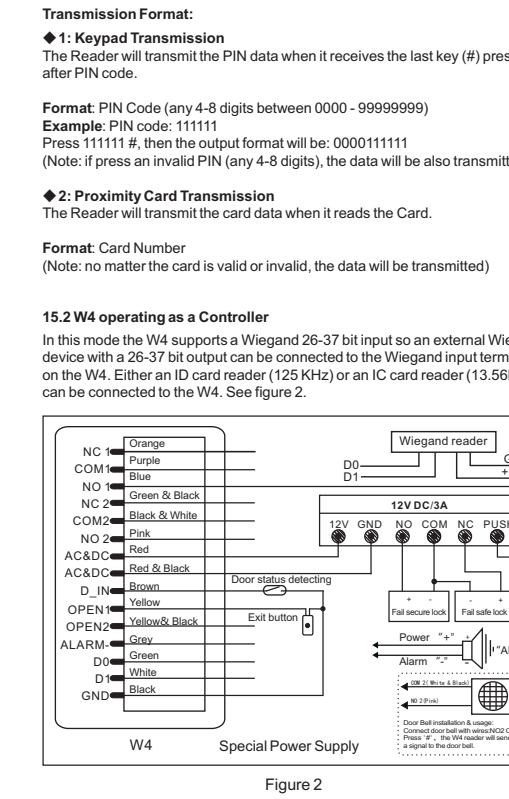 Transmission Format:
◆1: Keypad Transmission
The Reader will transmit the PIN data when it receives the last key (#) pres
after PIN code.
Format: PIN Code (any 4-8 digits between 0000 - 99999999)
Example: PIN code: 111111
Press 111111 #, then the output format will be: 0000111111
(Note: if press an invalid PIN (any 4-8 digits), the data will be also transmitt
◆2: Proximity Card Transmission
The Reader will transmit the card data when it reads the Card.
Format: Card Number
(Note: no matter the card is valid or invalid, the data will be transmitted)
15.2 W4 operating as a Controller
In this mode the W4 supports a Wiegand 26-37 bit input so an external Wie
device with a 26-37 bit output can be connected to the Wiegand input term
on the W4. Either an ID card reader (125 KHz) or an IC card reader (13.56
can be connected to the W4. See figure 2.
NC 1 Orange
COM1 Purple
NO 1 Blue
NC 2 Green & Black
COM2 Black & White
NO 2 Pink
AC&DC Red
AC&DC Red & Black
D_IN Brown
OPEN1 Yellow
OPEN2 Yellow& Black
ALARM- Grey
D0 Green
D1 White
GND Black
W4
Door status detecting
Exit button
Special Power Supply
Wiegand reader
D0
D1
G
+
12V DC/3A
12V GND NO COM NC PUSH
+ -
Fail secure lock
- +
Fail safe lock
Power "+" +
Alarm "-" -
"Al
COM 2( White & Black)
NO 2(Pink)
Door Bell installation & usage:
Connect door bell with wires:NO2 C
Press '#', the W4 reader will sen
a signal to the door bell.
Figure 2